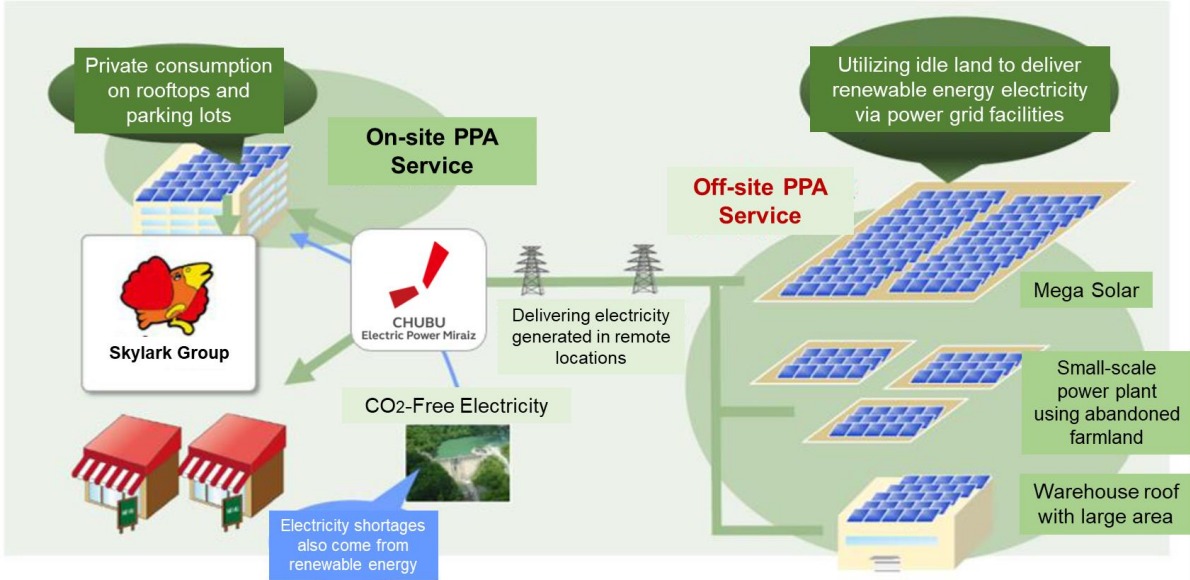 Private consumption
on rooftops and
parking lots
On-site PPA
Service
Utilizing idle land to deliver
renewable energy electricity
via power grid facilities
Off-site PPA
Service
Skylark Group
CHUBU
Electric Power Miraiz
Delivering electricity
generated in remote
locations
Mega Solar
CO2-Free Electricity
Small-scale
power plant
using abandoned
farmland
Electricity shortages
also come from
renewable energy
Warehouse roof
with large area